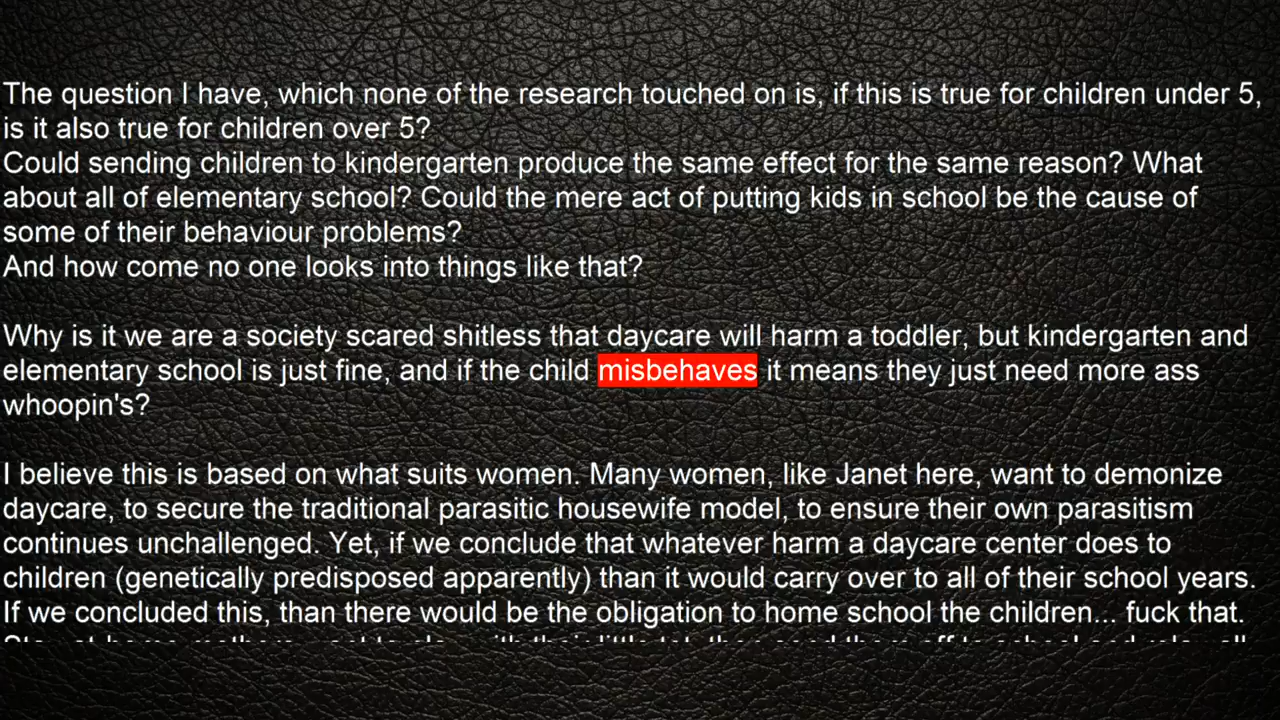 The question I have, which none of the research touched on is, if this is true for children under 5,
is it also true for children over 5?
Could sending children to kindergarten produce the same effect for the same reason? What
about all of elementary school? Could the mere act of putting kids in school be the cause of
some of their behaviour problems?
And how come no one looks into things like that?
Why is it we are a society scared shitless that daycare will harm a toddler, but kindergarten and
elementary school is just fine, and if the child misbehaves it means they just need more ass
whoopin's?
I believe this is based on what suits women. Many women, like Janet here, want to demonize
daycare, to secure the traditional parasitic housewife model, to ensure their own parasitism
continues unchallenged. Yet, if we conclude that whatever harm a daycare center does to
children (genetically predisposed apparently) than it would carry over to all of their school years.
If we concluded this, than there would be the obligation to home school the children... fuck that.